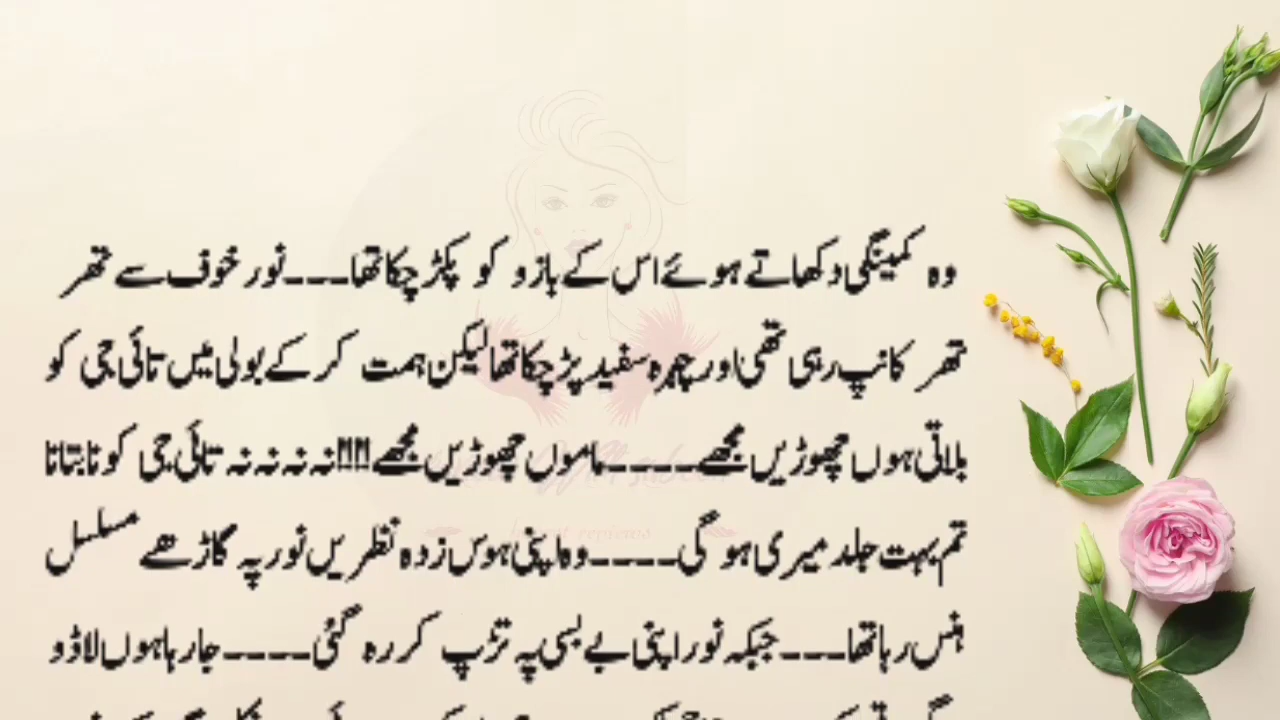 وہ کمینگی دکھاتے ہوئے اس کے بازو کو پکڑ چکا تھا۔۔۔نور خوف سے تھر
تھر کانپ رہی تھی اور چہرہ سفید پڑ چکا تھا لیکن ہمت کر کے بولی میں تائی جی کو
بلاتی ہوں چھوڑیں مجھے۔۔۔۔ماموں چھوڑیں مجھے!!!!نہ نہ نہ نہ تائی جی کو نا بتانا
تم بہت جلد میری ہو گی۔۔۔۔وہ اپنی ہوس زدہ نظریں نور پہ گاڑھے مسلسل
ہنس رہا تھا۔۔۔جبکہ نور اپنی بے بسی پہ تڑپ کر رہ گئی۔۔۔۔جا رہا ہوں لاڈو